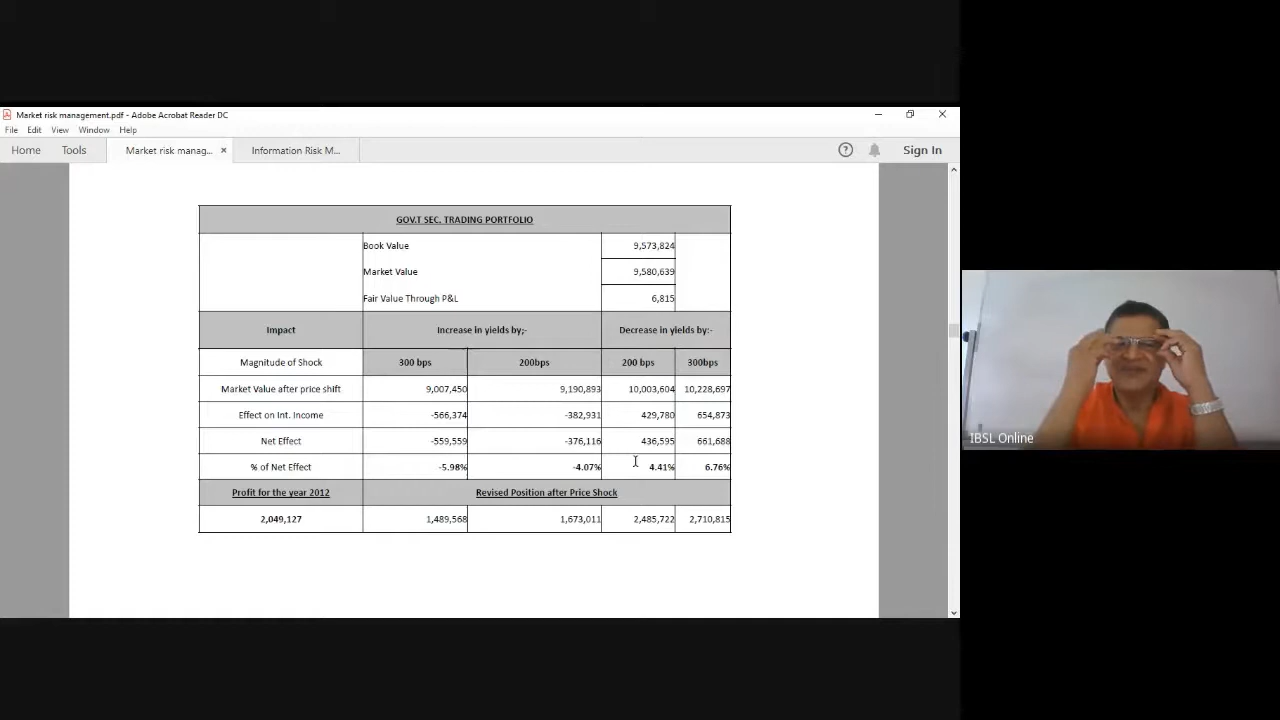 Market risk management.pdf - Adobe Acrobat Reader DC
File Edit View Window Help
Home Tools Market risk manag... × Information Risk M... ? Sign In
GOV.T SEC. TRADING PORTFOLIO
Book Value 9,573,824
Market Value 9,580,639
Fair Value Through P&L 6,815
Impact Increase in yields by;- Decrease in yields by:-
Magnitude of Shock 300 bps 200bps 200 bps 300bps
Market Value after price shift 9,007,450 9,190,893 10,003,604 10,228,697
Effect on Int. Income -566,374 -382,931 429,780 654,873
Net Effect -559,559 -376,116 436,595 661,688
% of Net Effect -5.98% -4.07% 4.41% 6.76%
Profit for the year 2012 Revised Position after Price Shock
2,049,127 1,489,568 1,673,011 2,485,722 2,710,815
IBSL Online